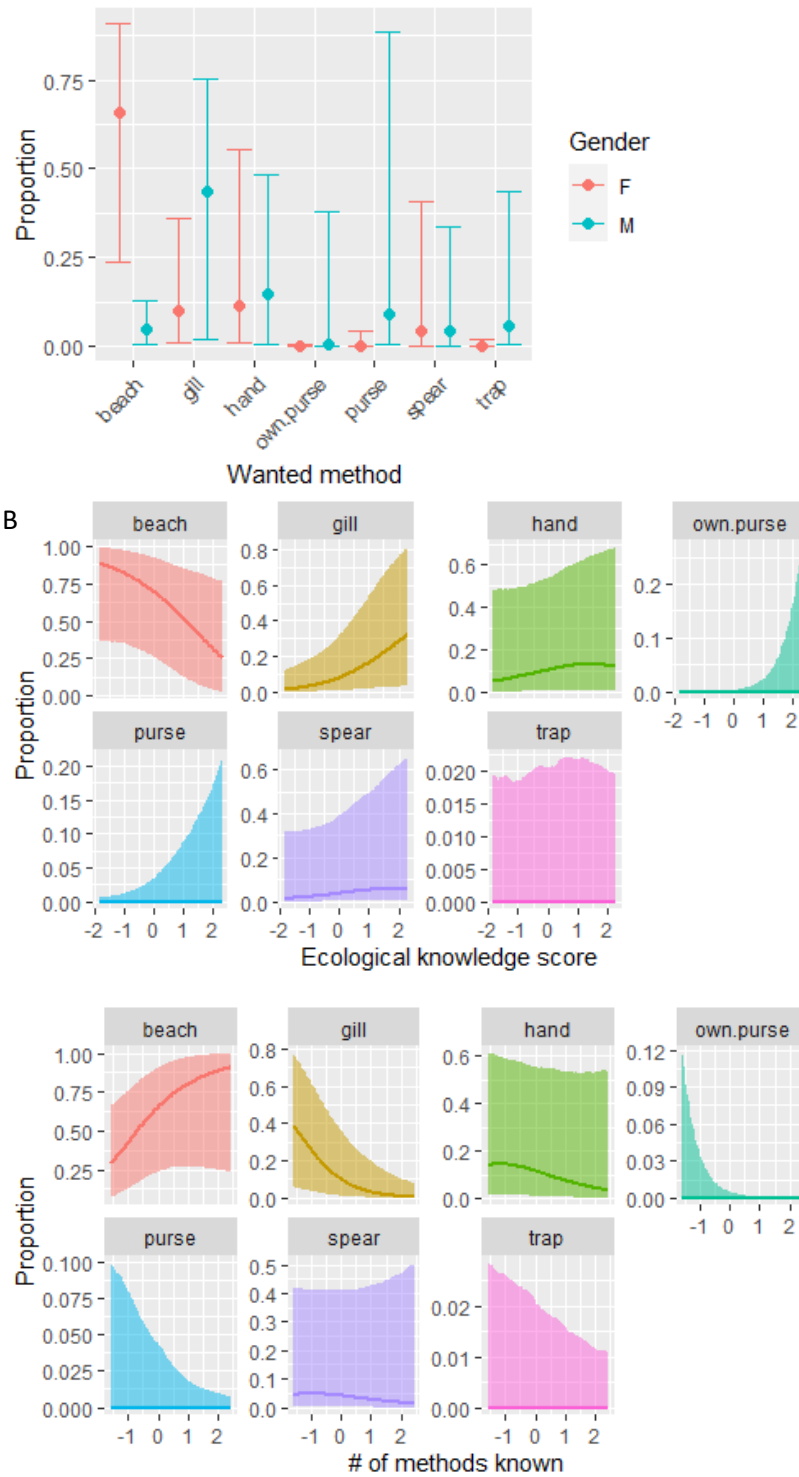 Proportion
0.75
0.50
0.25
0.00
beach gill hand own.purse purse spear trap
Wanted method
Gender
F
M
B
beach gill hand own.purse
Proportion
1.00 0.8 0.6 0.2
0.75 0.6 0.4 0.1
0.50 0.4 0.2 0.0
0.25 0.2 0.0
0.00 0.0
-2 -1 0 1 2
purse spear trap
0.20 0.6 0.020
0.15 0.4 0.015
0.10 0.2 0.010
0.05 0.0 0.005
0.00 0.000
-2 -1 0 1 2 -2 -1 0 1 2 -2 -1 0 1 2
Ecological knowledge score
beach gill hand own.purse
Proportion
1.00 0.8 0.6 0.12
0.75 0.6 0.4 0.09
0.50 0.4 0.2 0.06
0.25 0.2 0.0 0.03
0.0 0.00
-1 0 1 2
purse spear trap
0.100 0.5 0.02
0.075 0.4 0.01
0.050 0.3 0.00
0.025 0.2
0.000 0.1
0.0
-1 0 1 2 -1 0 1 2 -1 0 1 2
# of methods known